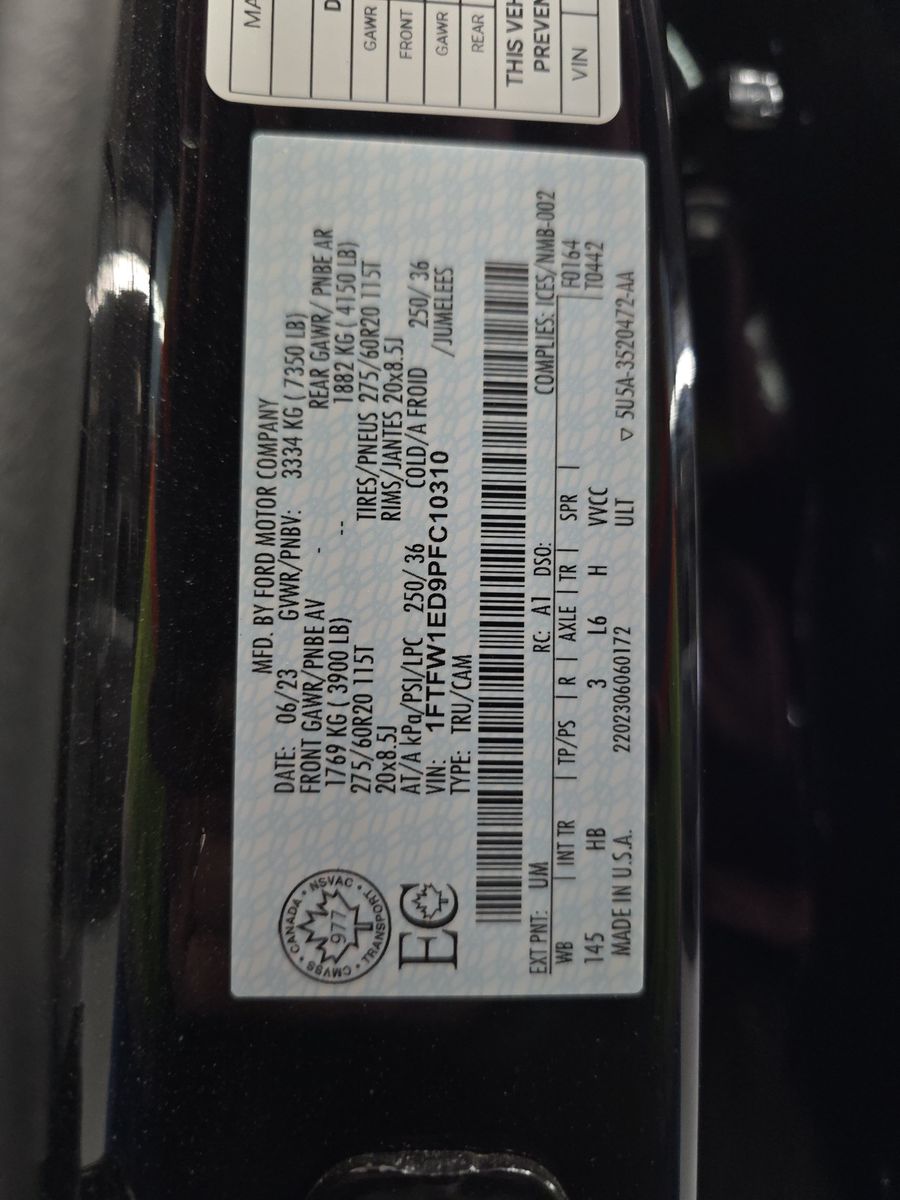 MFD. BY FORD MOTOR COMPANY
DATE: 06/23 GVWR/PNBV: 3334 KG ( 7350 LB)
FRONT GAWR/PNBE AV - REAR GAWR/ PNBE AR
1769 KG ( 3900 LB) -- 1882 KG ( 4150 LB)
275/60R20 115T TIRES/PNEUS 275/60R20 115T
20x8.5J RIMS/JANTES 20x8.5J
AT/A kPa/PSI/LPC 250/ 36 COLD/A FROID 250/ 36
VIN: 1FTFW1ED9PFC10310 /JUMELEES
TYPE: TRU/CAM
CANADA • NSVAC • TRANSPORT • CMVSS •
977
EC
EXT PNT: UM RC: A1 DSO: COMPLIES: ICES/NMB-002
WB | INT TR | TP/PS | R | AXLE | TR | SPR | F0164
145 HB 3 L6 H VVCC T0442
MADE IN U.S.A. 2202306060172 ULT ▽ 5U5A-3520472-AA
MA
D
GAWR
FRONT
GAWR
REAR
THIS VEH
PREVEN
VIN